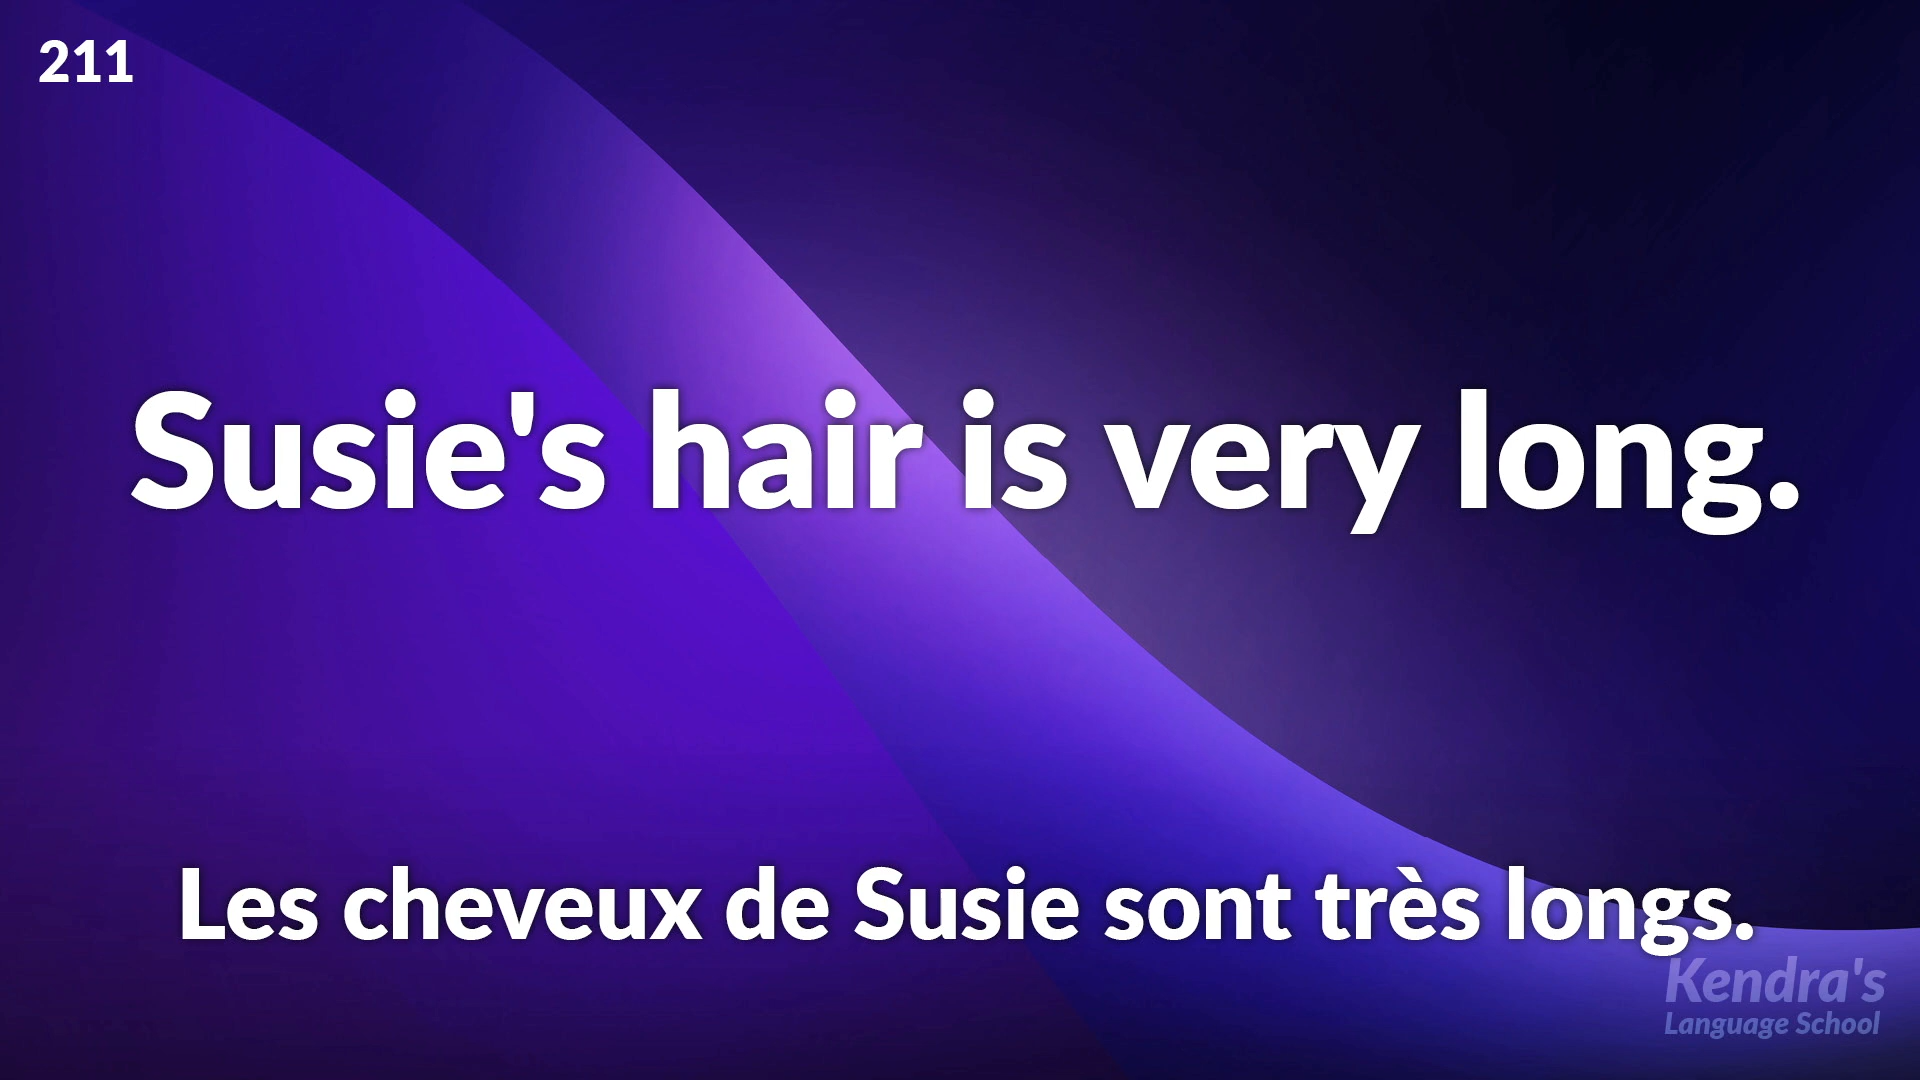 211
Susie's hair is very long.
Les cheveux de Susie sont très longs.
Kendra's
Language School